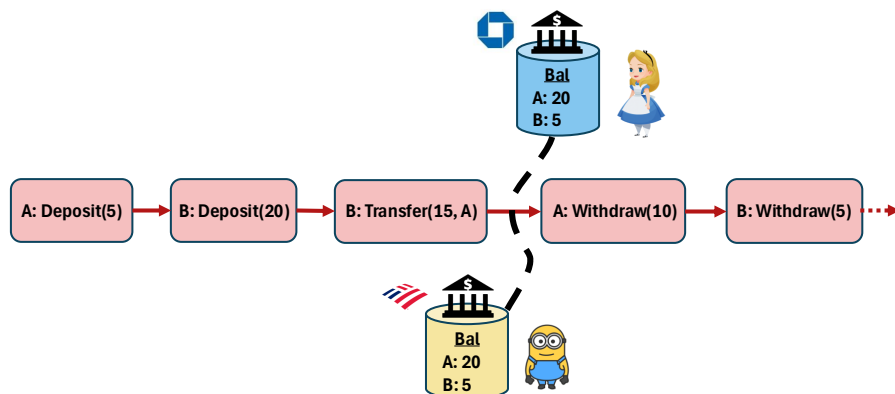 $
Bal
A: 20
B: 5
A: Deposit(5)
B: Deposit(20)
B: Transfer(15, A)
A: Withdraw(10)
B: Withdraw(5)
$
Bal
A: 20
B: 5